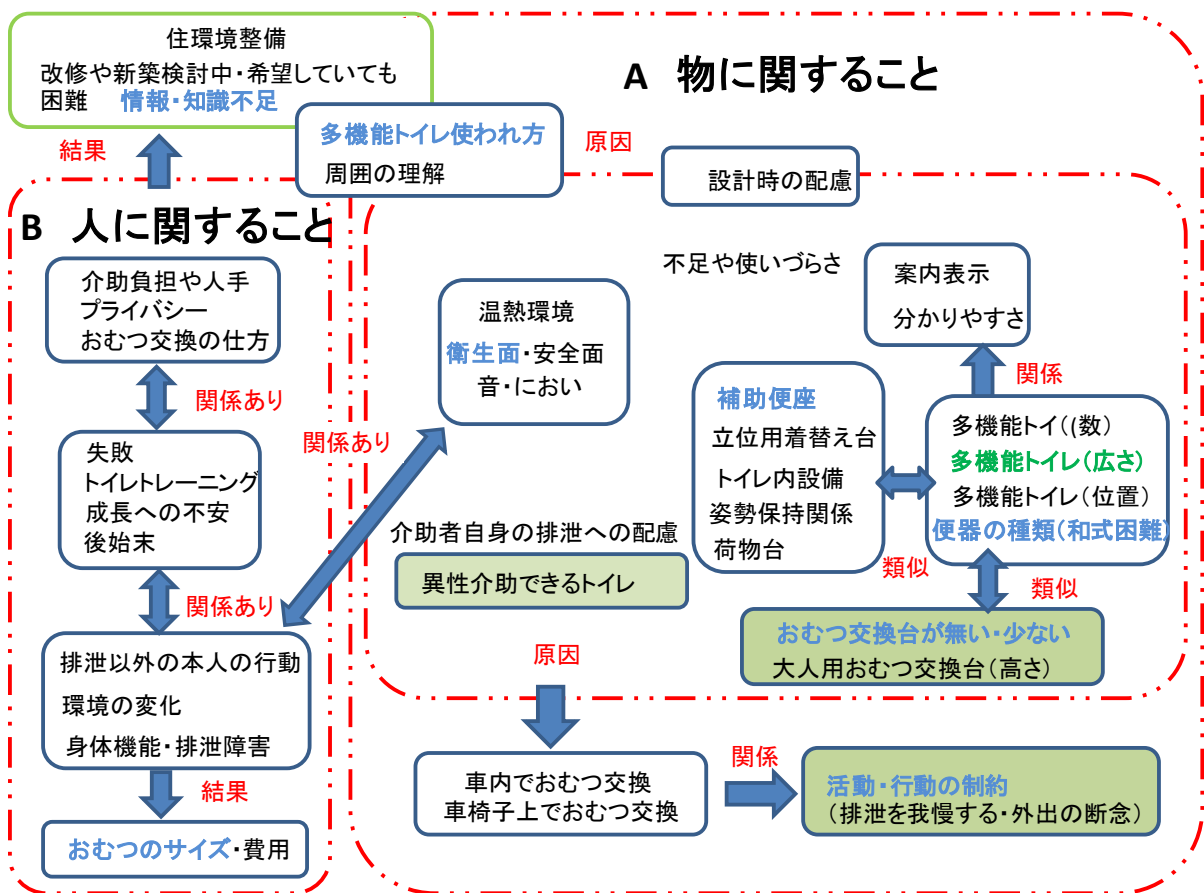 住環境整備
改修や新築検討中・希望していても
困難 情報・知識不足
A 物に関すること
多機能トイレ使われ方
周囲の理解
結果
原因
設計時の配慮
B 人に関すること
介助負担や人手
プライバシー
おむつ交換の仕方
関係あり
失敗
トイレトレーニング
成長への不安
後始末
関係あり
排泄以外の本人の行動
環境の変化
身体機能・排泄障害
結果
おむつのサイズ・費用
不足や使いづらさ
案内表示
分かりやすさ
温熱環境
衛生面・安全面
音・におい
関係あり
関係
補助便座
立位用着替え台
トイレ内設備
姿勢保持関係
荷物台
多機能トイ((数)
多機能トイレ(広さ)
多機能トイレ(位置)
便器の種類(和式困難)
類似
類似
介助者自身の排泄への配慮
異性介助できるトイレ
おむつ交換台が無い・少ない
大人用おむつ交換台(高さ)
原因
車内でおむつ交換
車椅子上でおむつ交換
関係
活動・行動の制約
(排泄を我慢する・外出の断念)